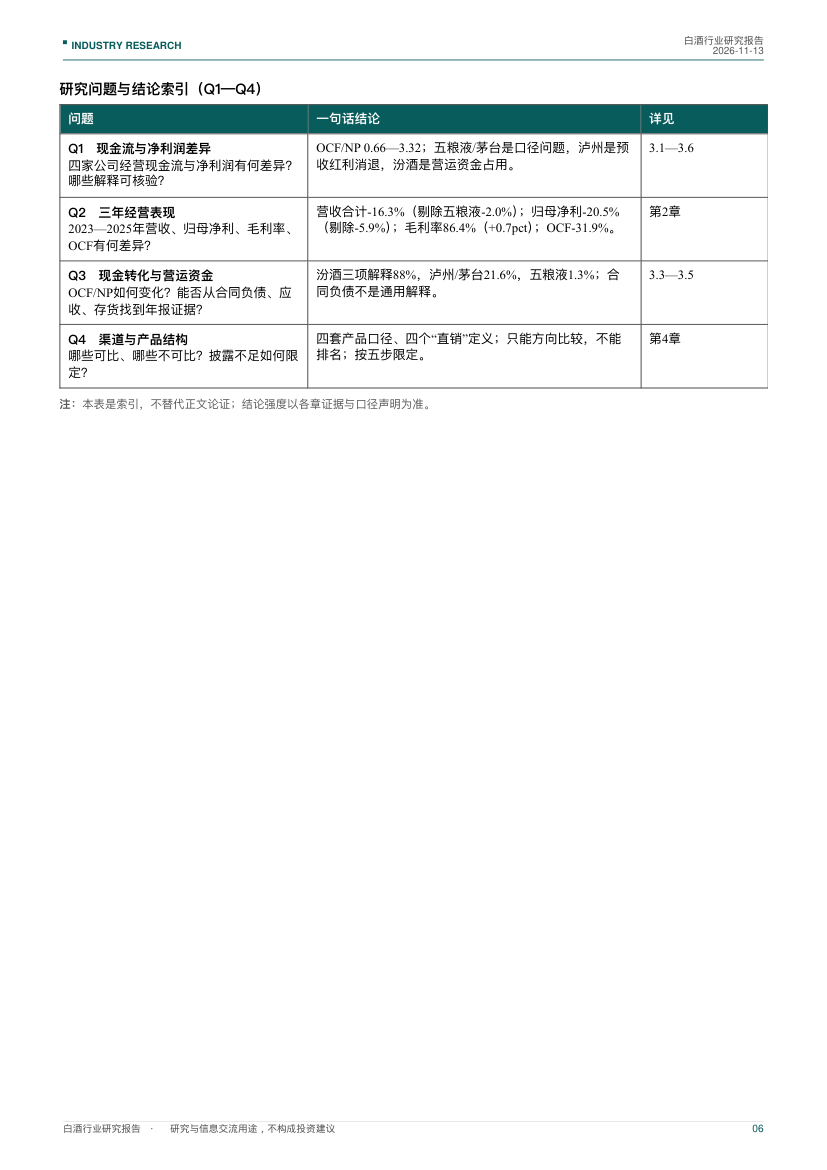 INDUSTRY RESEARCH
白酒行业研究报告
2026-11-13
研究问题与结论索引（Q1—Q4）
问题
一句话结论
详见
Q1 现金流与净利润差异
四家公司经营现金流与净利润有何差异？
哪些解释可核验？
OCF/NP 0.66—3.32；五粮液/茅台是口径问题，泸州是预
收红利消退，汾酒是营运资金占用。
3.1—3.6
Q2 三年经营表现
2023—2025年营收、归母净利、毛利率、
OCF有何差异？
营收合计-16.3%（剔除五粮液-2.0%）；归母净利-20.5%
（剔除-5.9%）；毛利率86.4%（+0.7pct）；OCF-31.9%。
第2章
Q3 现金转化与营运资金
OCF/NP如何变化？能否从合同负债、应
收、存货找到年报证据？
汾酒三项解释88%，泸州/茅台21.6%，五粮液1.3%；合
同负债不是通用解释。
3.3—3.5
Q4 渠道与产品结构
哪些可比、哪些不可比？披露不足如何限
定？
四套产品口径、四个“直销”定义；只能方向比较，不能
排名；按五步限定。
第4章
注：本表是索引，不替代正文论证；结论强度以各章证据与口径声明为准。
白酒行业研究报告 · 研究与信息交流用途，不构成投资建议
06